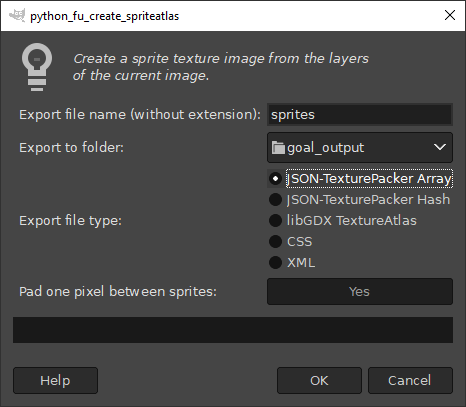 python_fu_create_spriteatlas
Create a sprite texture image from the layers
of the current image.
Export file name (without extension): sprites
Export to folder: goal_output
JSON-TexturePacker Array
JSON-TexturePacker Hash
Export file type: libGDX TextureAtlas
CSS
XML
Pad one pixel between sprites: Yes
Help OK Cancel